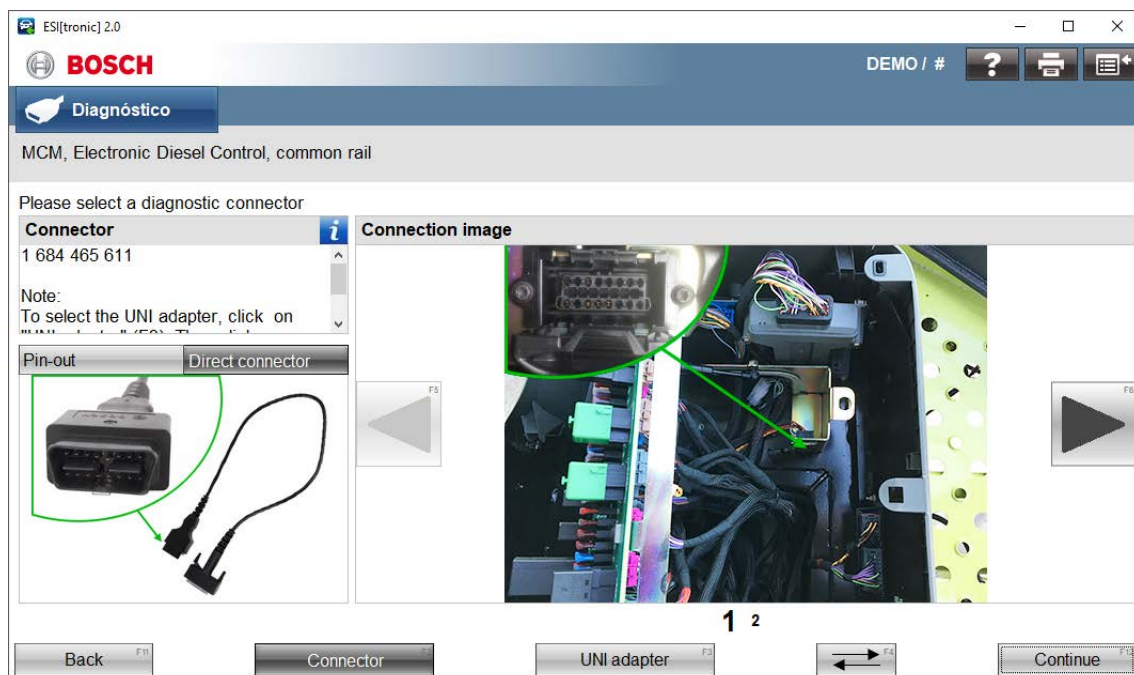 ESI[tronic] 2.0
BOSCH
DEMO / #
?
Diagnóstico
MCM, Electronic Diesel Control, common rail
Please select a diagnostic connector
Connector
i
Connection image
1 684 465 611
Note:
To select the UNI adapter, click on
Pin-out
Direct connector
F5
F6
1 2
Back F11
Connector
UNI adapter F3
F4
Continue F12